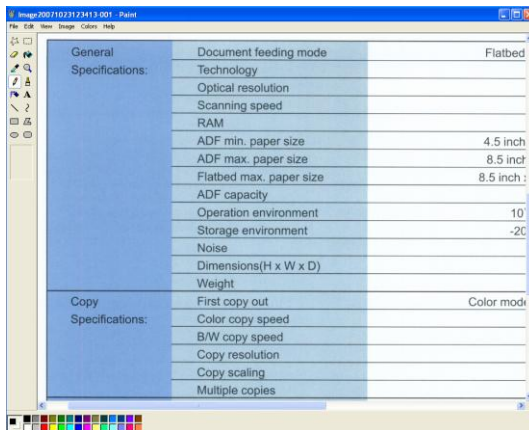 Image20071023123413-001 - Paint
File Edit View Image Colors Help
General Document feeding mode Flatbed
Specifications: Technology
Optical resolution
Scanning speed
RAM
ADF min. paper size 4.5 inch
ADF max. paper size 8.5 inch
Flatbed max. paper size 8.5 inch
ADF capacity
Operation environment 10
Storage environment -20
Noise
Dimensions(H x W x D)
Weight
Copy First copy out Color mode
Specifications: Color copy speed
B/W copy speed
Copy resolution
Copy scaling
Multiple copies